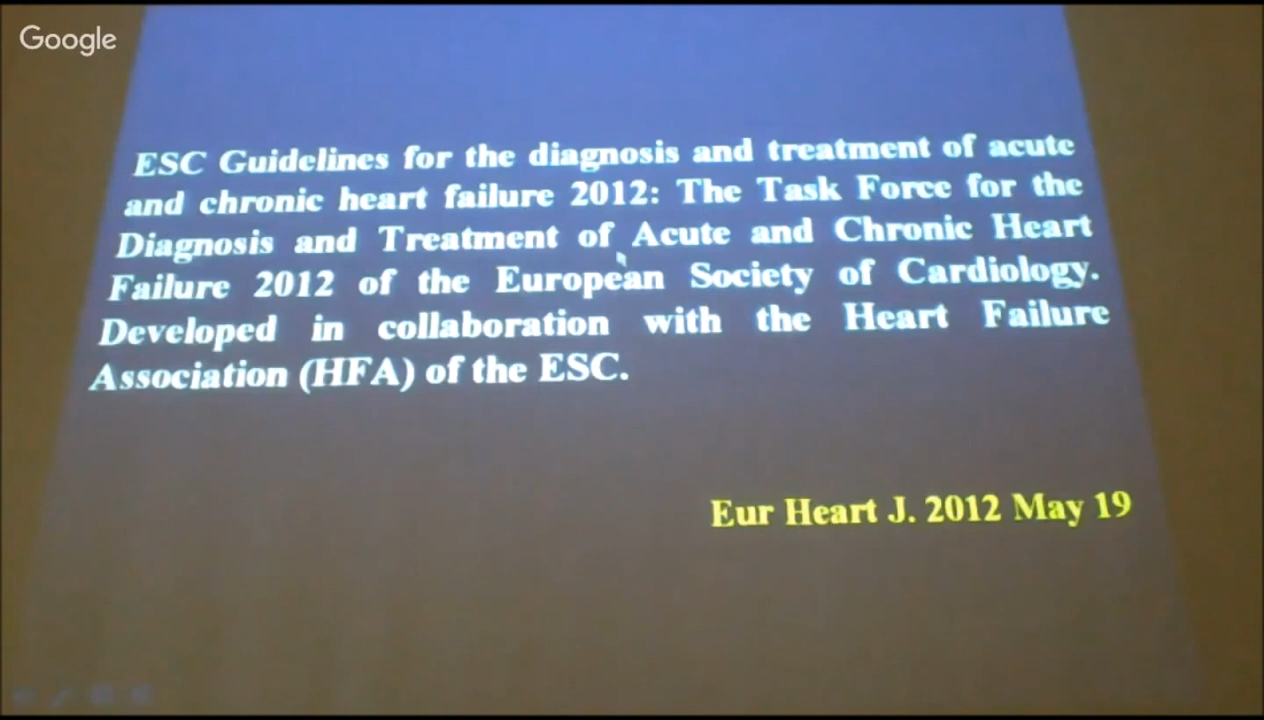 Google
ESC Guidelines for the diagnosis and treatment of acute
and chronic heart failure 2012: The Task Force for the
Diagnosis and Treatment of Acute and Chronic Heart
Failure 2012 of the European Society of Cardiology.
Developed in collaboration with the Heart Failure
Association (HFA) of the ESC.
Eur Heart J. 2012 May 19